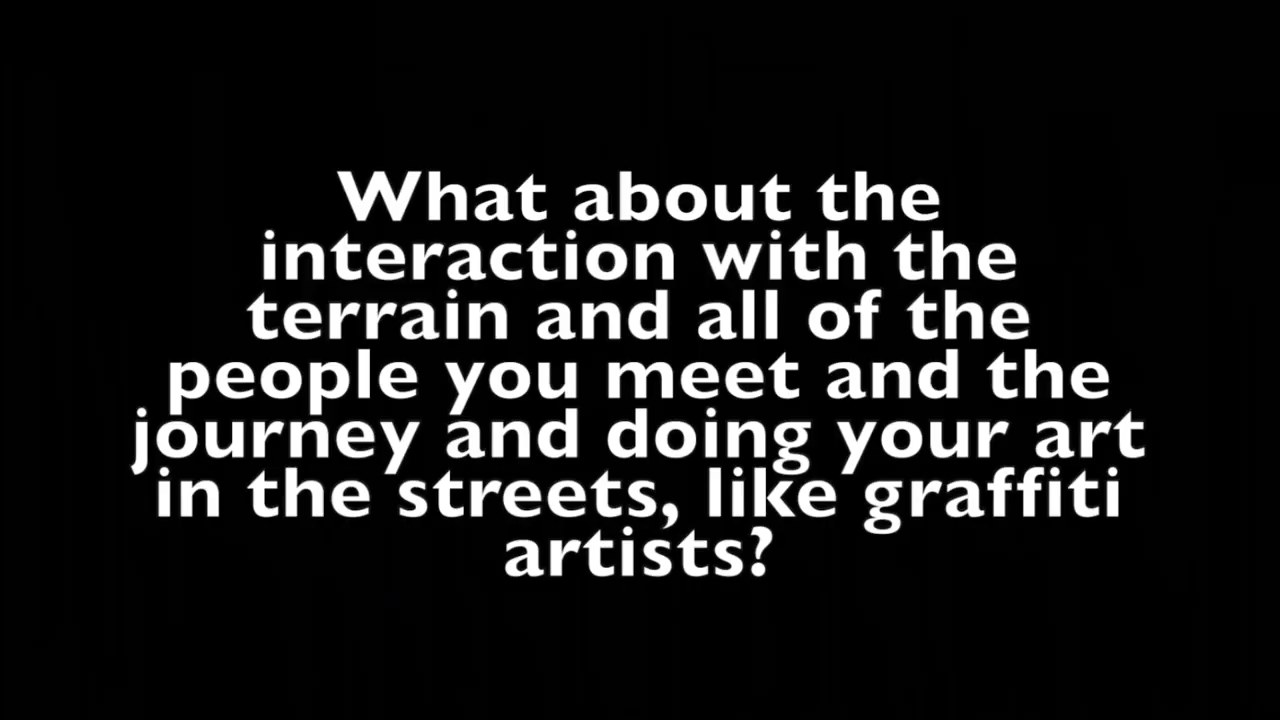 What about the
interaction with the
terrain and all of the
people you meet and the
journey and doing your art
in the streets, like graffiti
artists?